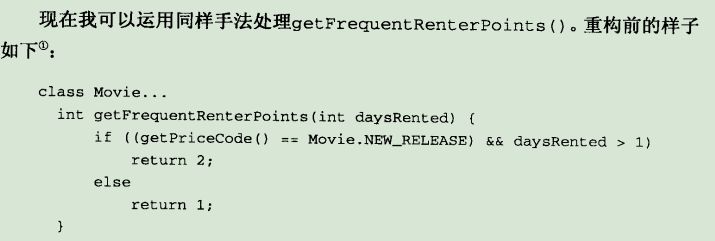 现在我可以运用同样手法处理getFrequentRenterPoints()。重构前的样子
如下①：
class Movie...
int getFrequentRenterPoints(int daysRented) {
if ((getPriceCode() == Movie.NEW_RELEASE) && daysRented > 1)
return 2;
else
return 1;
}